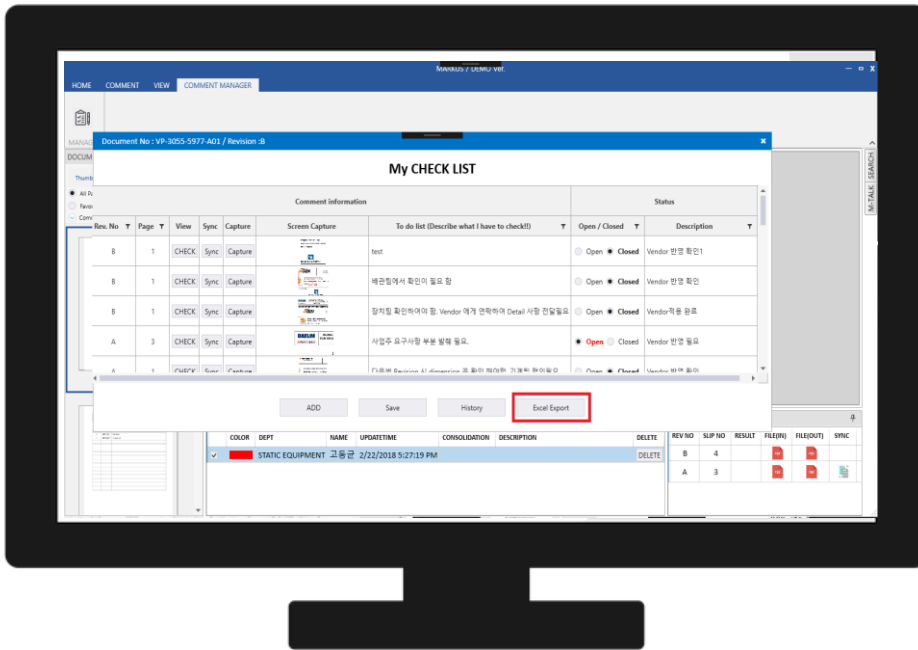 MARKUS 7 DEMO Ver.
HOME COMMENT VIEW COMMENT MANAGER
MANAG
Document No : VP-3055-5977-A01 / Revision :B
DOCUM
My CHECK LIST
SEARCH
M-TALK
Thumb
All Pa
Favor
Com
Comment information Status
Rev. No Page View Sync Capture Screen Capture To do list (Describe what I have to check!!) Open / Closed Description
B 1 CHECK Sync Capture test Open Closed Vendor 반영 확인1
B 1 CHECK Sync Capture 배관팀에서 확인이 필요 함 Open Closed Vendor 반영 확인
B 1 CHECK Sync Capture 장치팀 확인하여야 함. Vendor 에게 연락하여 Detail 사항 전달필요 Open Closed Vendor적용 완료
A 3 CHECK Sync Capture 사업주 요구사항 부분 발췌 필요. Open Closed Vendor 반영 필요
ADD Save History Excel Export
COLOR DEPT NAME UPDATETIME CONSOLIDATION DESCRIPTION DELETE
STATIC EQUIPMENT 고동균 2/22/2018 5:27:19 PM DELETE
REV NO SLIP NO RESULT FILE(IN) FILE(OUT) SYNC
B 4
A 3